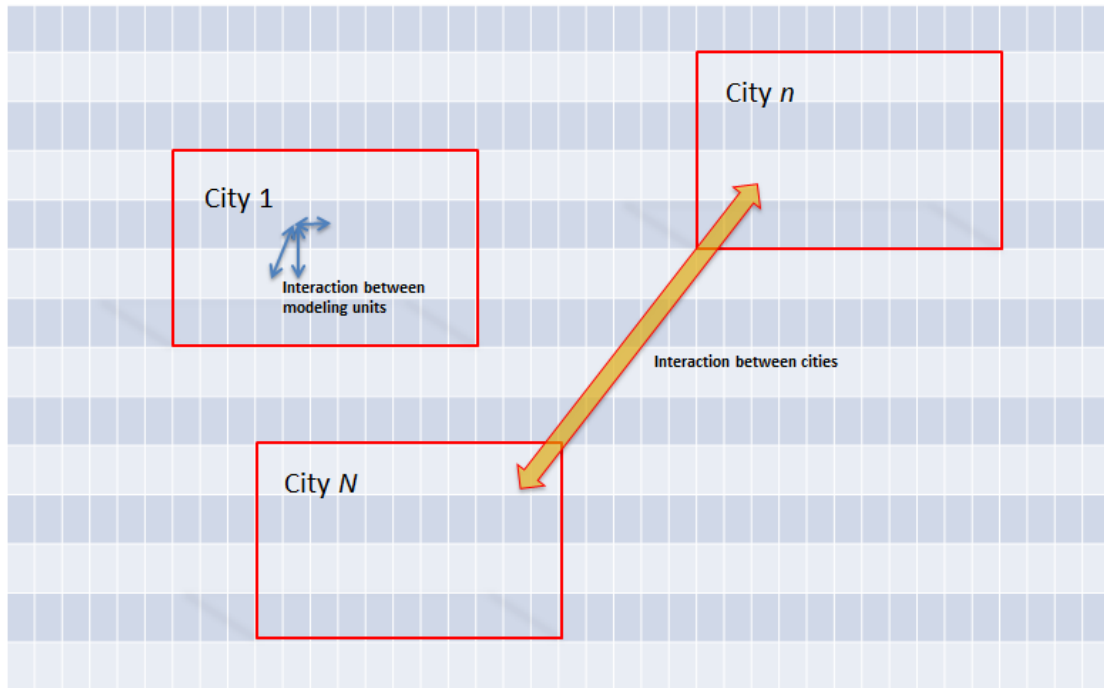 City n
City 1
Interaction between
modeling units
Interaction between cities
City N